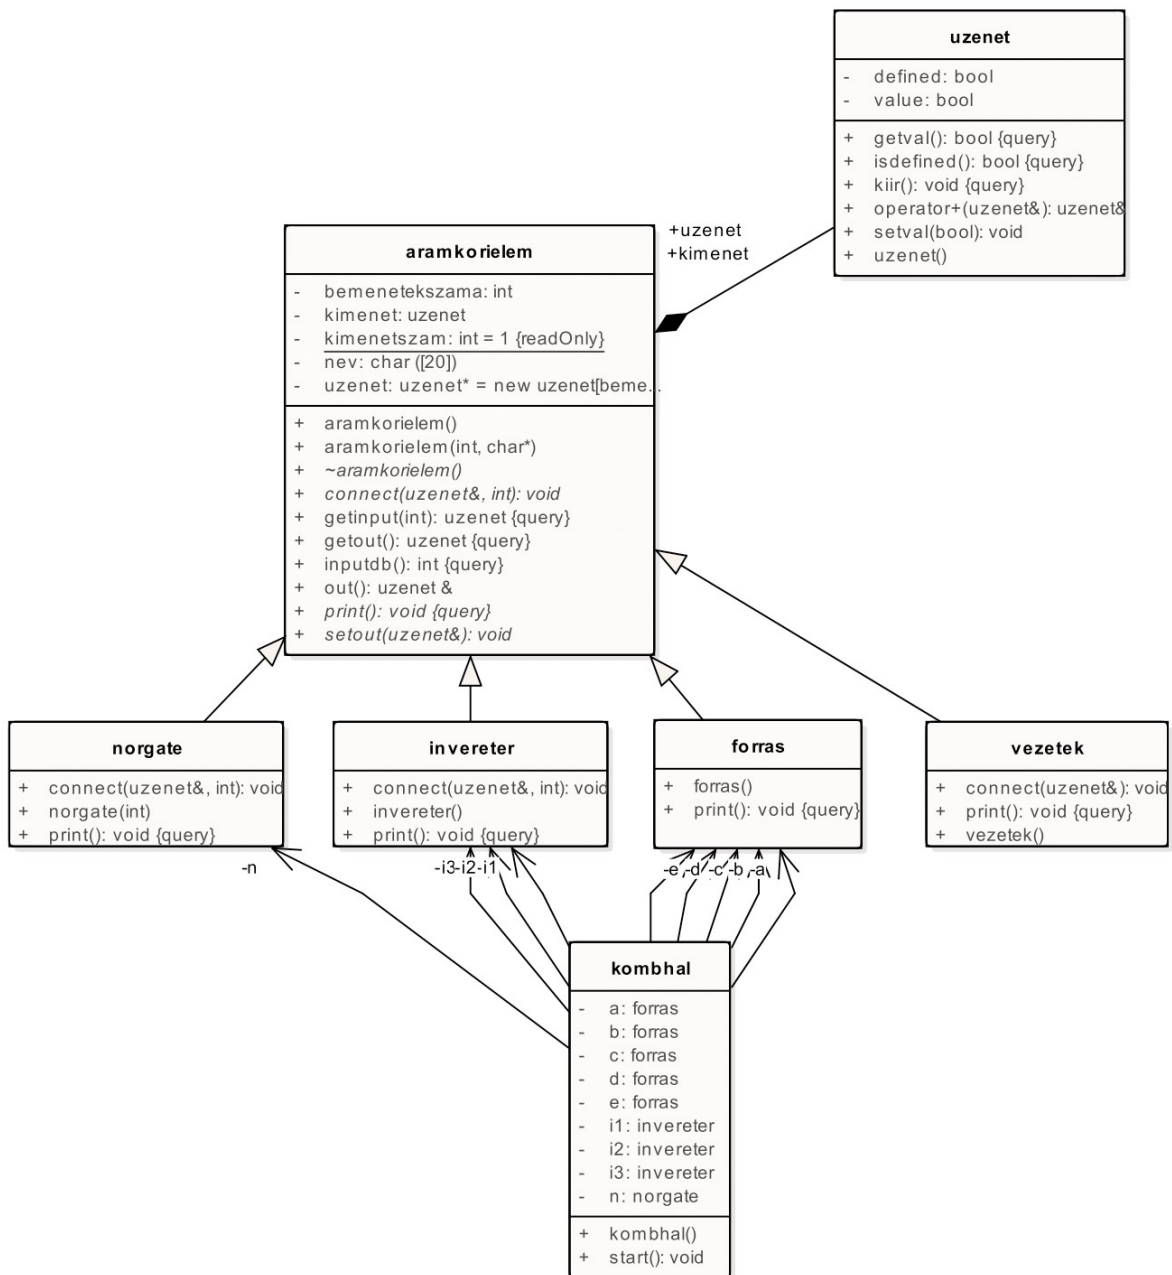 uzenet
- defined: bool
- value: bool
+ getval(): bool {query}
+ isdefined(): bool {query}
+ kiir(): void {query}
+ operator+(uzenet&): uzenet&
+ setval(bool): void
+ uzenet()
+uzenet
+kimenet
aramkorielem
- bemenetekszama: int
- kimenet: uzenet
- kimenetszam: int = 1 {readOnly}
- nev: char ([20])
- uzenet: uzenet* = new uzenet[beme...
+ aramkorielem()
+ aramkorielem(int, char*)
+ ~aramkorielem()
+ connect(uzenet&, int): void
+ getinput(int): uzenet {query}
+ getout(): uzenet {query}
+ inputdb(): int {query}
+ out(): uzenet &
+ print(): void {query}
+ setout(uzenet&): void
norgate
+ connect(uzenet&, int): void
+ norgate(int)
+ print(): void {query}
invereter
+ connect(uzenet&, int): void
+ invereter()
+ print(): void {query}
forras
+ forras()
+ print(): void {query}
vezetek
+ connect(uzenet&): void
+ print(): void {query}
+ vezetek()
-n
-i3 -i2 -i1
-e -d -c -b -a
kombhal
- a: forras
- b: forras
- c: forras
- d: forras
- e: forras
- i1: invereter
- i2: invereter
- i3: invereter
- n: norgate
+ kombhal()
+ start(): void